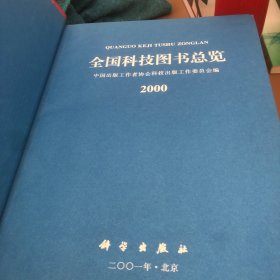 QUANGUO KEJI TUSHU ZONGLAN
全国科技图书总览
中国出版工作者协会科技出版工作委员会编
2000
科学出版社
二〇〇一年·北京